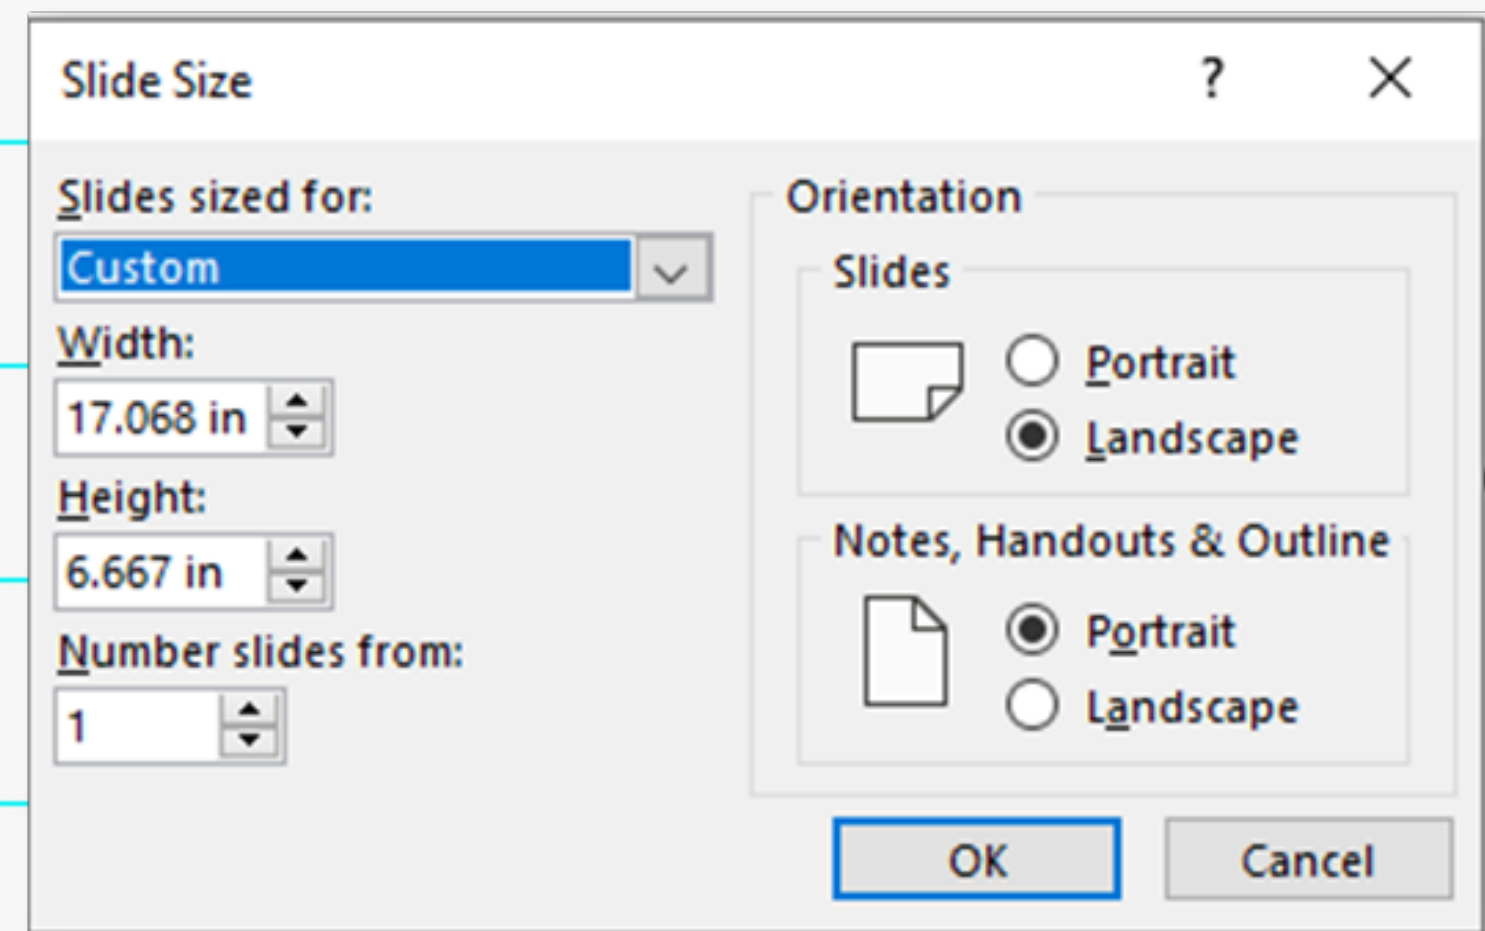 Slide Size
?
Slides sized for:
Custom
Width:
17.068 in
Height:
6.667 in
Number slides from:
1
Orientation
Slides
Portrait
Landscape
Notes, Handouts & Outline
Portrait
Landscape
OK
Cancel